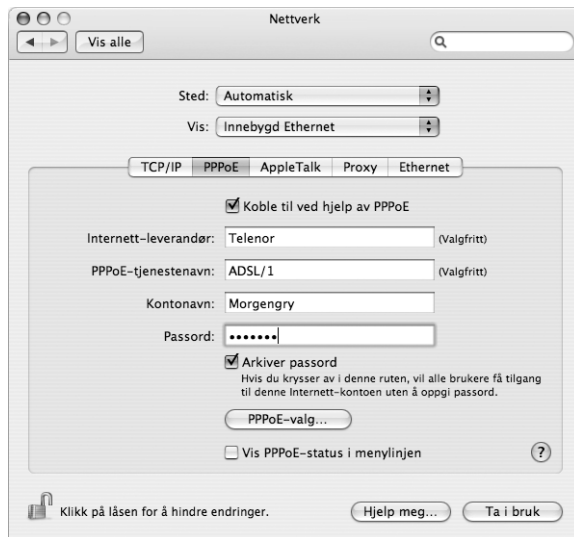 Nettverk
Vis alle
Sted: Automatisk
Vis: Innebygd Ethernet
TCP/IP PPPoE AppleTalk Proxy Ethernet
Koble til ved hjelp av PPPoE
Internett-leverandør: Telenor (Valgfritt)
PPPoE-tjenestenavn: ADSL/1 (Valgfritt)
Kontonavn: Morgengry
Passord: •••••••
Arkiver passord
Hvis du krysser av i denne ruten, vil alle brukere få tilgang
til denne Internett-kontoen uten å oppgi passord.
PPPoE-valg...
Vis PPPoE-status i menylinjen ?
Klikk på låsen for å hindre endringer. Hjelp meg... Ta i bruk